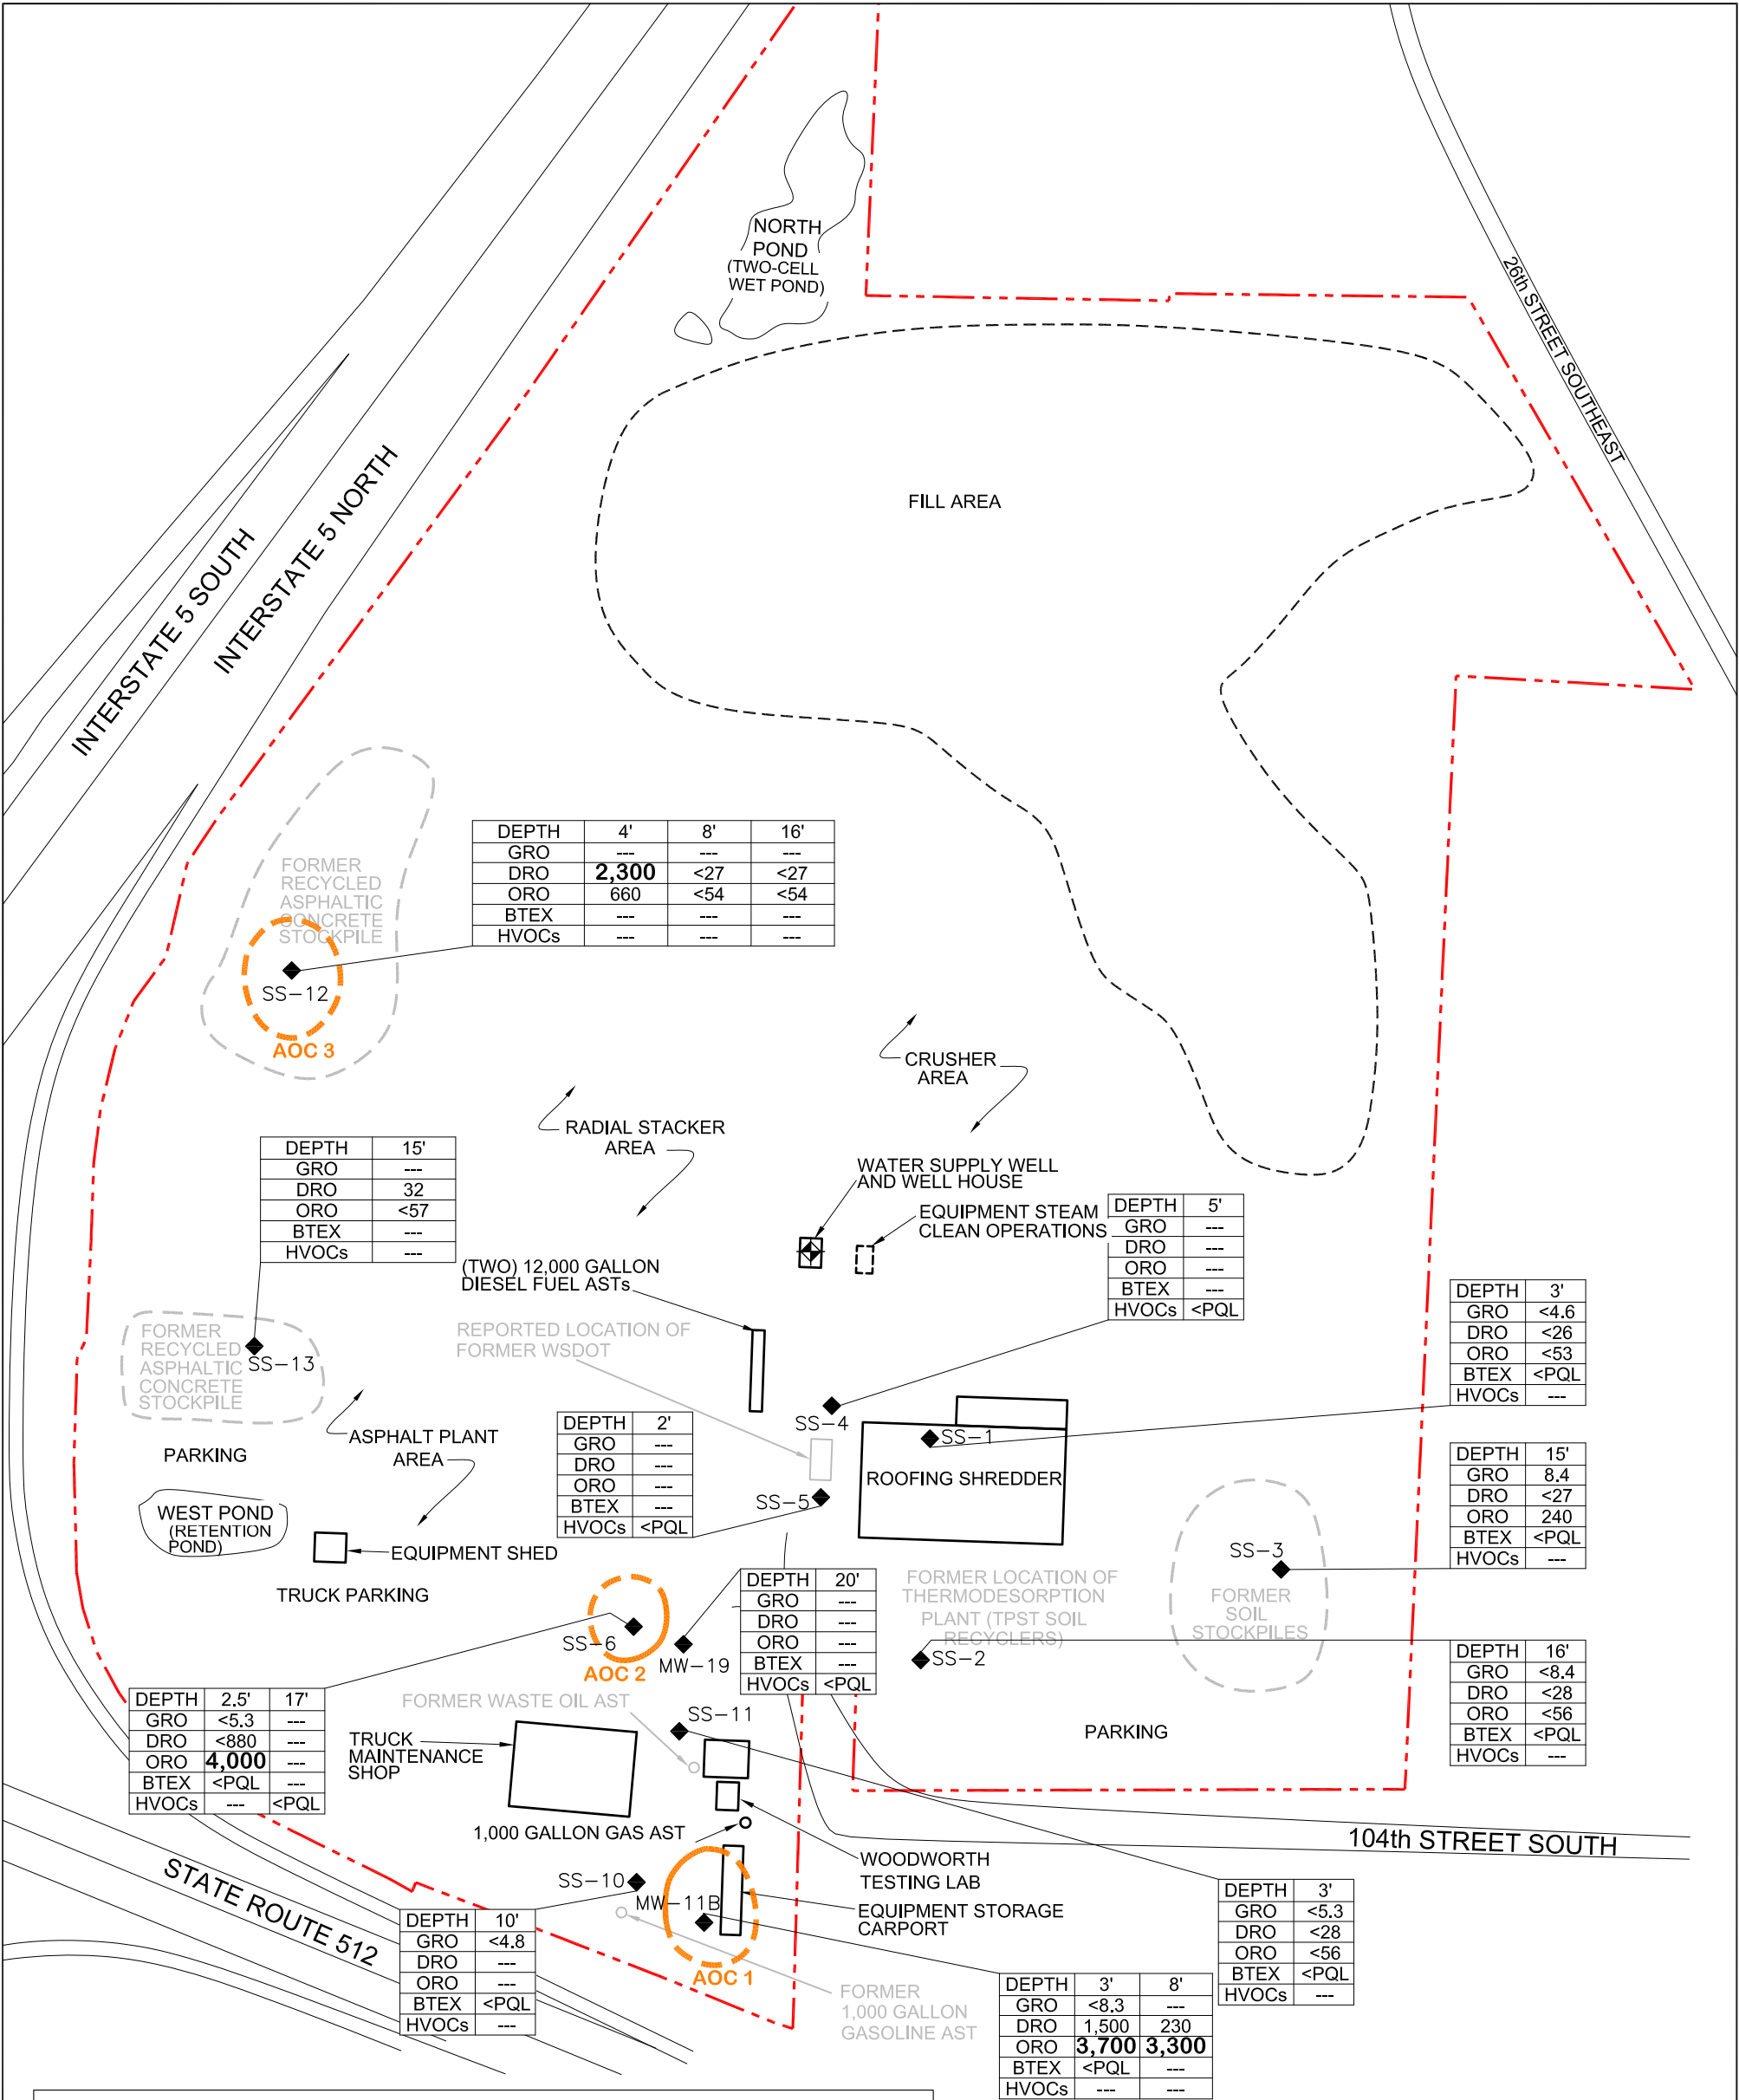 NORTH
POND
(TWO-CELL
WET POND)
26th STREET SOUTHEAST
FILL AREA
INTERSTATE 5 SOUTH
INTERSTATE 5 NORTH
FORMER
RECYCLED
ASPHALTIC
CONCRETE
STOCKPILE
SS-12
AOC 3
DEPTH 4' 8' 16'
GRO --- --- ---
DRO 2,300 <27 <27
ORO 660 <54 <54
BTEX --- --- ---
HVOCs --- --- ---
CRUSHER
AREA
RADIAL STACKER
AREA
DEPTH 15'
GRO ---
DRO 32
ORO <57
BTEX ---
HVOCs ---
WATER SUPPLY WELL
AND WELL HOUSE
EQUIPMENT STEAM
CLEAN OPERATIONS
DEPTH 5'
GRO ---
DRO ---
ORO ---
BTEX ---
HVOCs <PQL
(TWO) 12,000 GALLON
DIESEL FUEL ASTs
DEPTH 3'
GRO <4.6
DRO <26
ORO <53
BTEX <PQL
HVOCs ---
FORMER
RECYCLED
ASPHALTIC
CONCRETE
STOCKPILE
SS-13
REPORTED LOCATION OF
FORMER WSDOT
SS-4
SS-1
ROOFING SHREDDER
ASPHALT PLANT
AREA
PARKING
DEPTH 2'
GRO ---
DRO ---
ORO ---
BTEX ---
HVOCs <PQL
SS-5
DEPTH 15'
GRO 8.4
DRO <27
ORO 240
BTEX <PQL
HVOCs ---
WEST POND
(RETENTION
POND)
EQUIPMENT SHED
TRUCK PARKING
SS-3
FORMER
SOIL
STOCKPILES
FORMER LOCATION OF
THERMODESORPTION
PLANT (TPST SOIL
RECYCLERS)
SS-2
DEPTH 20'
GRO ---
DRO ---
ORO ---
BTEX ---
HVOCs <PQL
SS-6
AOC 2
MW-19
DEPTH 16'
GRO <8.4
DRO <28
ORO <56
BTEX <PQL
HVOCs ---
DEPTH 2.5' 17'
GRO <5.3 ---
DRO <880 ---
ORO 4,000 ---
BTEX <PQL ---
HVOCs --- <PQL
FORMER WASTE OIL AST
SS-11
PARKING
TRUCK
MAINTENANCE
SHOP
1,000 GALLON GAS AST
104th STREET SOUTH
WOODWORTH
TESTING LAB
SS-10
MW-11B
EQUIPMENT STORAGE
CARPORT
STATE ROUTE 512
DEPTH 10'
GRO <4.8
DRO ---
ORO ---
BTEX <PQL
HVOCs ---
AOC 1
DEPTH 3'
GRO <5.3
DRO <28
ORO <56
BTEX <PQL
HVOCs ---
FORMER
1,000 GALLON
GASOLINE AST
DEPTH 3' 8'
GRO <8.3 ---
DRO 1,500 230
ORO 3,700 3,300
BTEX <PQL ---
HVOCs --- ---